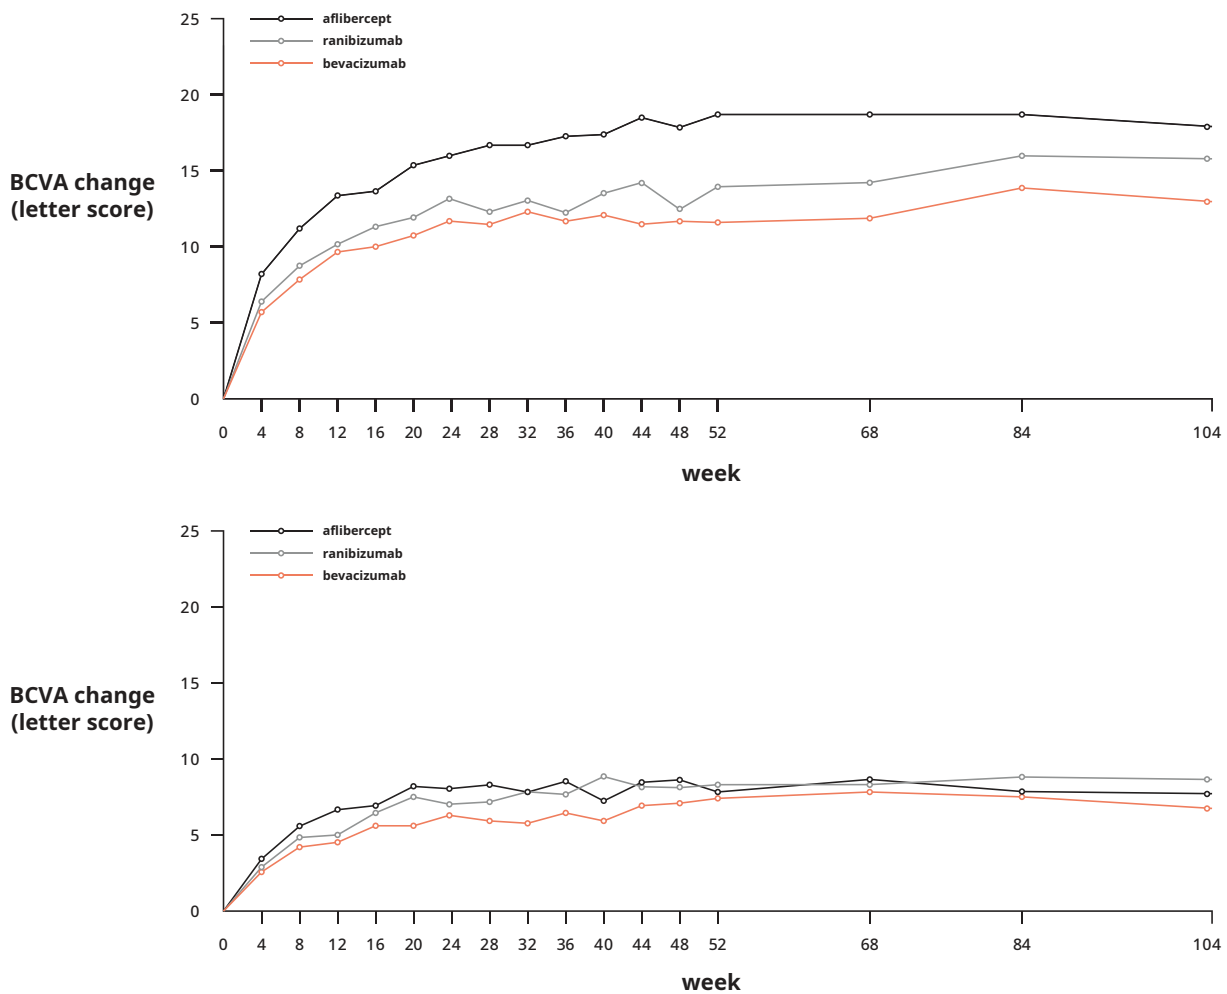 25
aflibercept
ranibizumab
bevacizumab
20
BCVA change
(letter score)
15
10
5
0
0 4 8 12 16 20 24 28 32 36 40 44 48 52 68 84 104
week
25
aflibercept
ranibizumab
bevacizumab
20
BCVA change
(letter score)
15
10
5
0
0 4 8 12 16 20 24 28 32 36 40 44 48 52 68 84 104
week